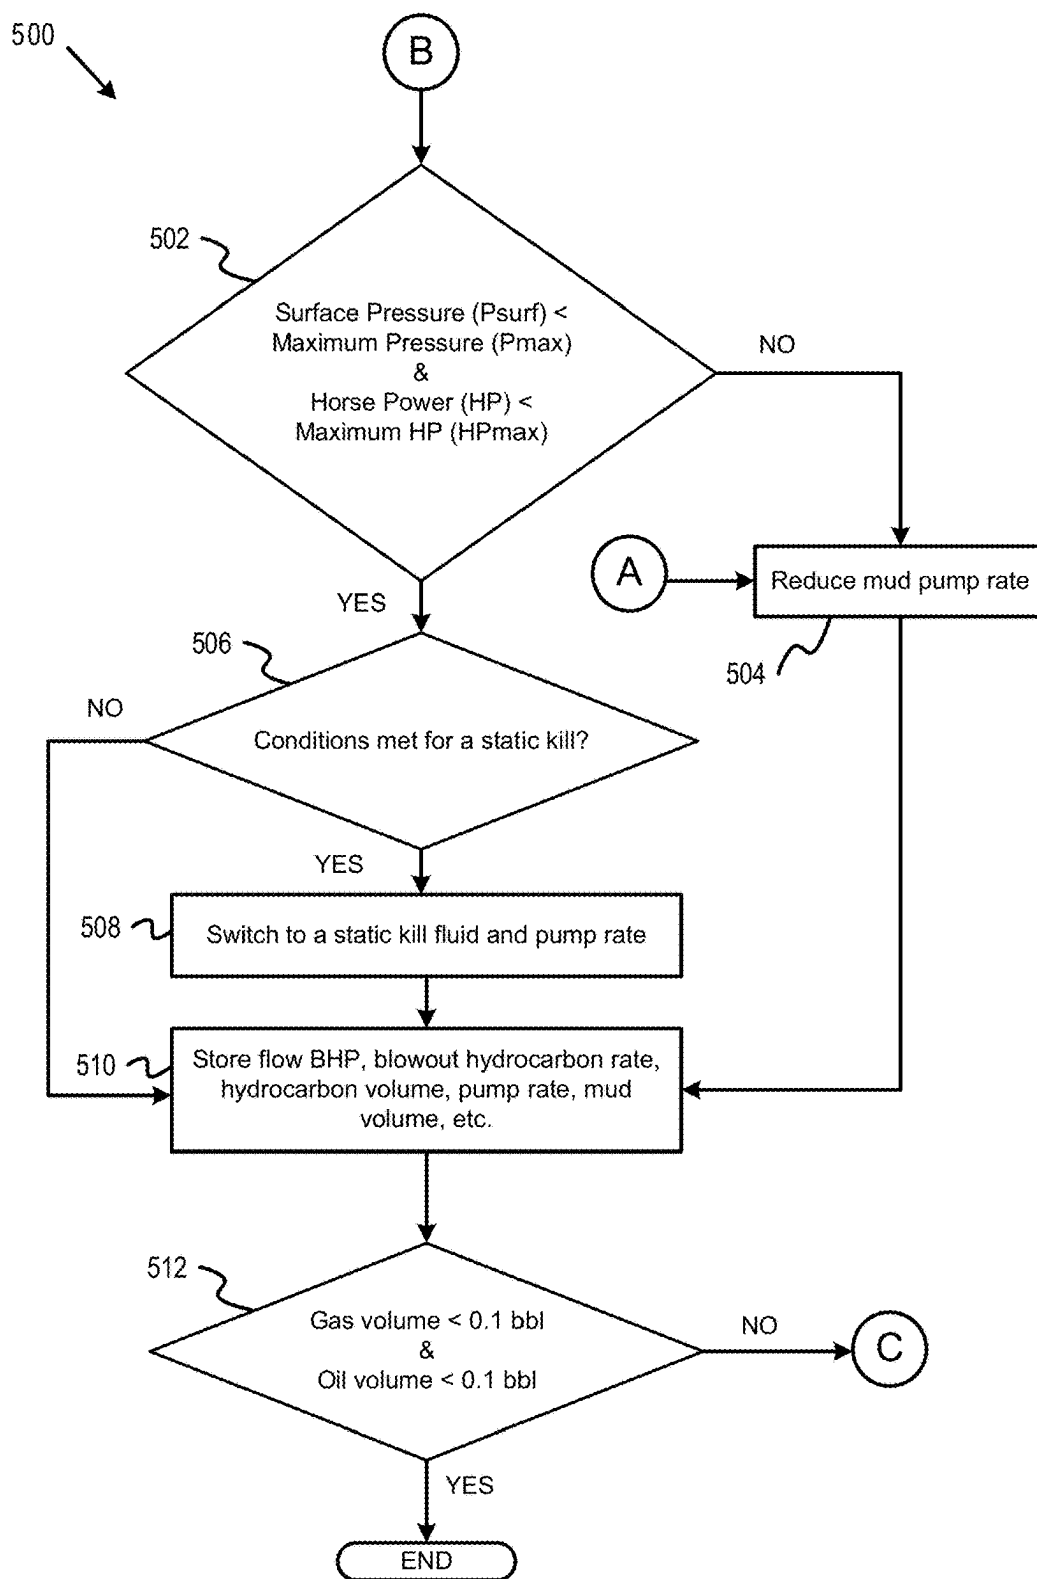 500
B
502
Surface Pressure (Psurf) <
Maximum Pressure (Pmax)
&
Horse Power (HP) <
Maximum HP (HPmax)
NO
A
Reduce mud pump rate
504
YES
506
NO
Conditions met for a static kill?
YES
508
Switch to a static kill fluid and pump rate
510
Store flow BHP, blowout hydrocarbon rate,
hydrocarbon volume, pump rate, mud
volume, etc.
512
Gas volume < 0.1 bbl
&
Oil volume < 0.1 bbl
NO
C
YES
END